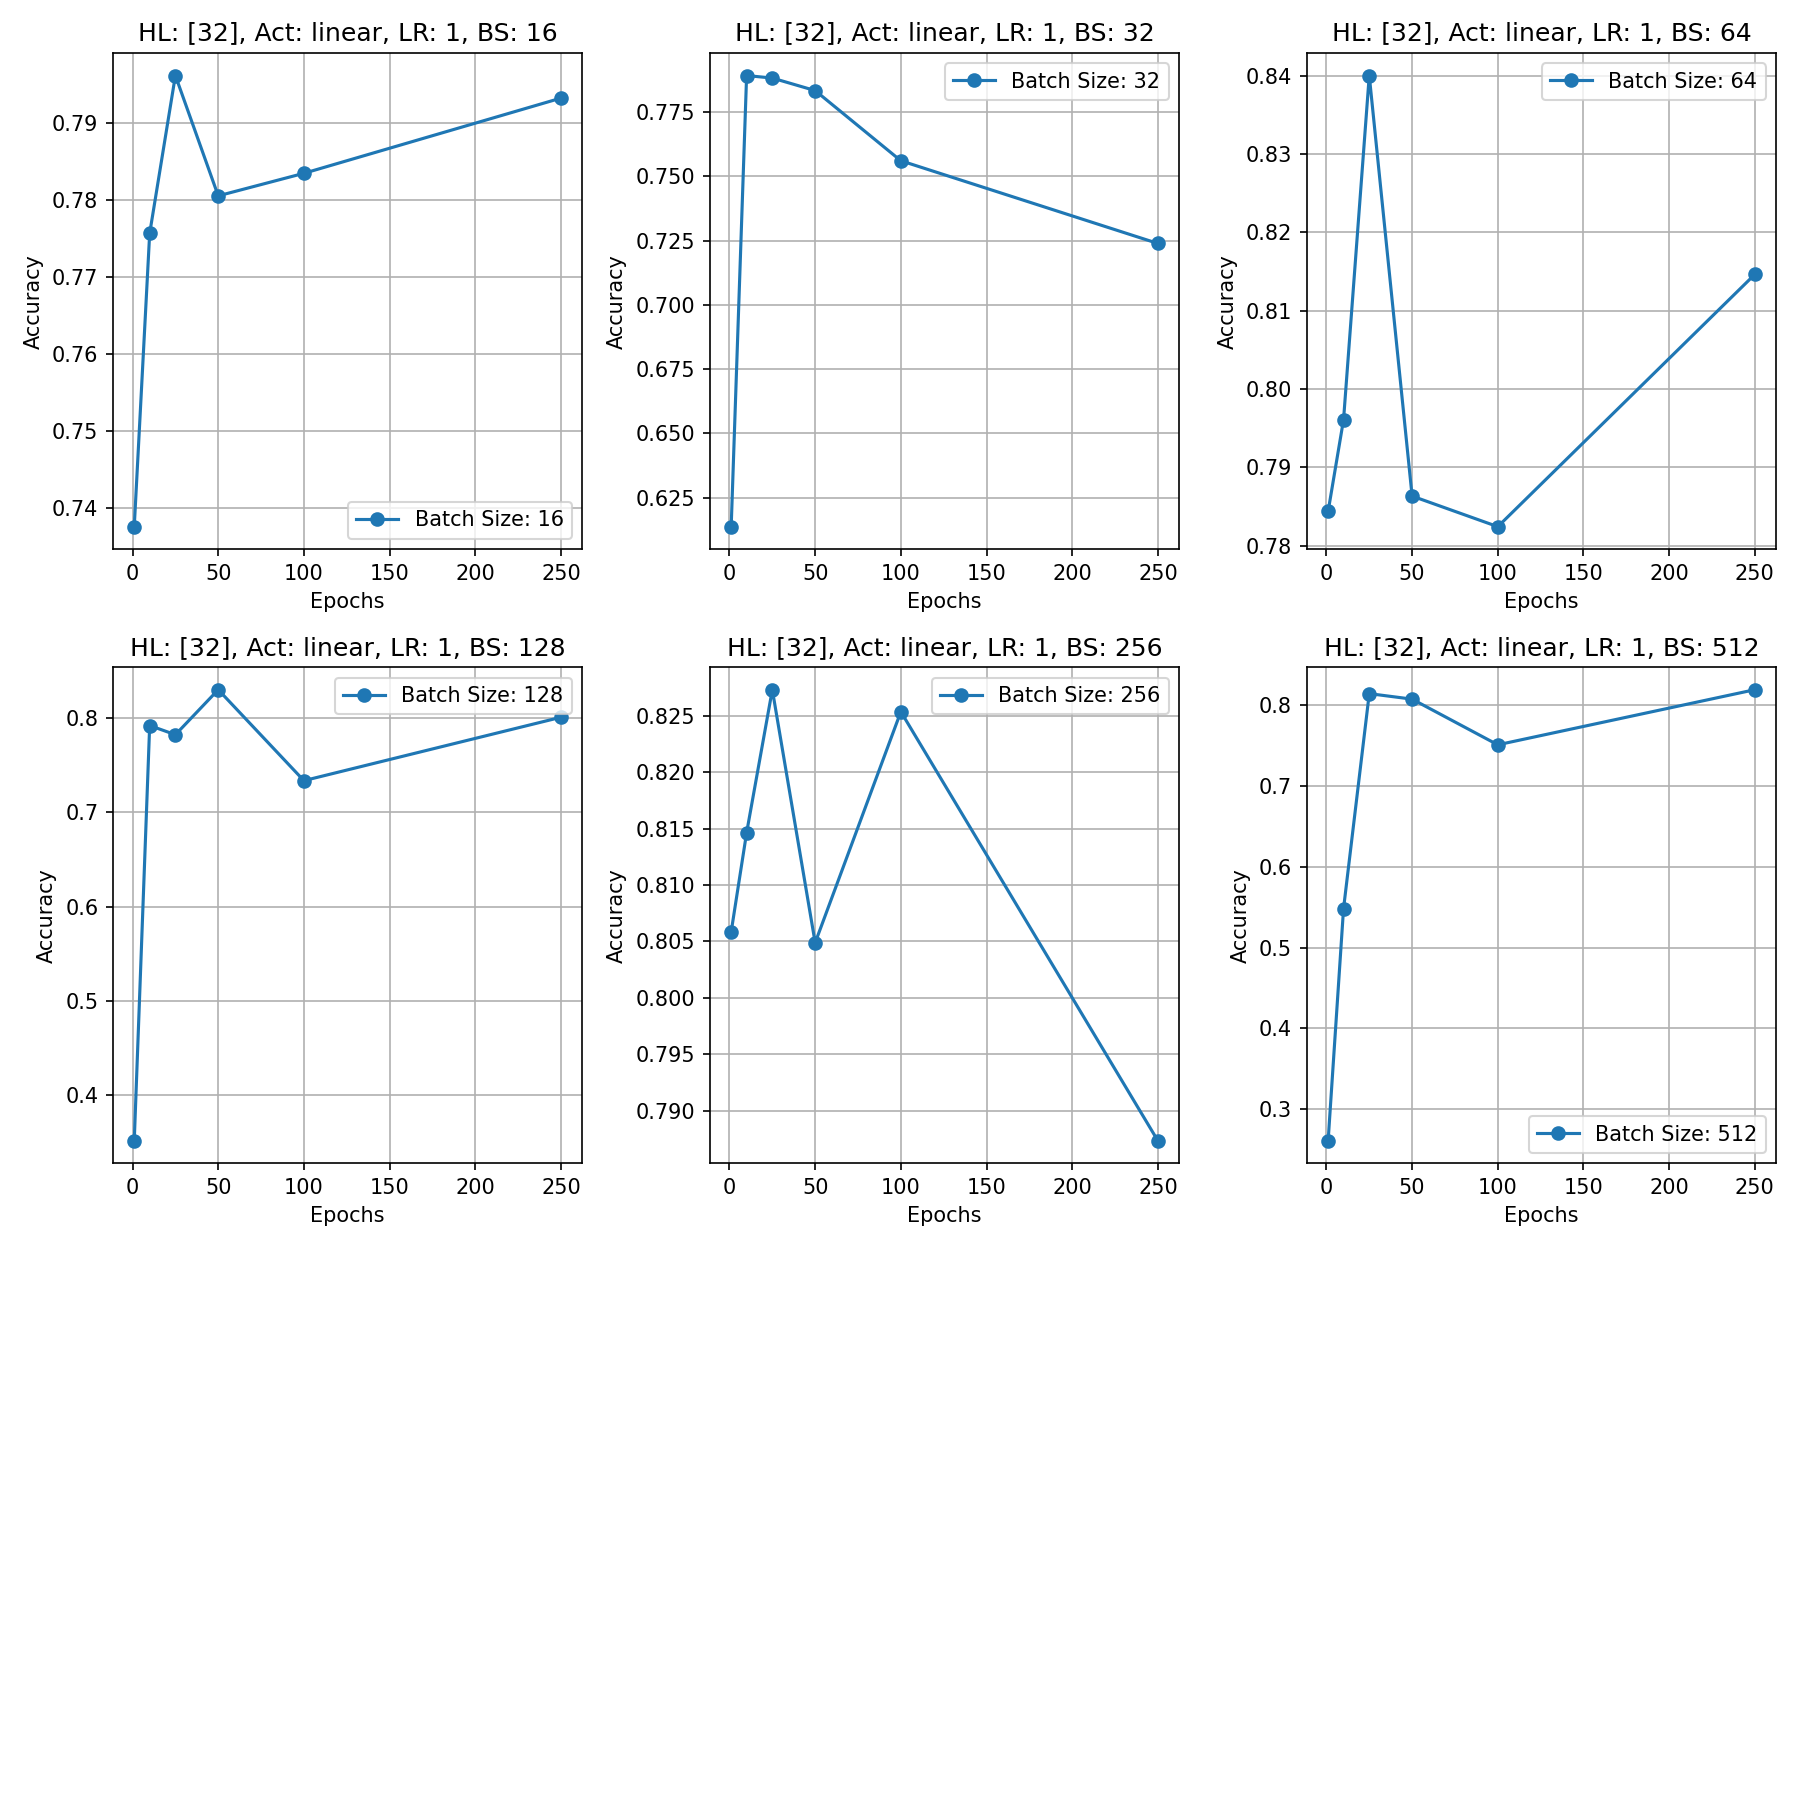 HL: [32], Act: linear, LR: 1, BS: 16
0.79
0.78
0.77
0.76
0.75
0.74
Accuracy
Batch Size: 16
0 50 100 150 200 250
Epochs
HL: [32], Act: linear, LR: 1, BS: 32
Batch Size: 32
0.775
0.750
0.725
0.700
0.675
0.650
0.625
Accuracy
0 50 100 150 200 250
Epochs
HL: [32], Act: linear, LR: 1, BS: 64
Batch Size: 64
0.84
0.83
0.82
0.81
0.80
0.79
0.78
Accuracy
0 50 100 150 200 250
Epochs
HL: [32], Act: linear, LR: 1, BS: 128
Batch Size: 128
0.8
0.7
0.6
0.5
0.4
Accuracy
0 50 100 150 200 250
Epochs
HL: [32], Act: linear, LR: 1, BS: 256
Batch Size: 256
0.825
0.820
0.815
0.810
0.805
0.800
0.795
0.790
Accuracy
0 50 100 150 200 250
Epochs
HL: [32], Act: linear, LR: 1, BS: 512
0.8
0.7
0.6
0.5
0.4
0.3
Accuracy
Batch Size: 512
0 50 100 150 200 250
Epochs